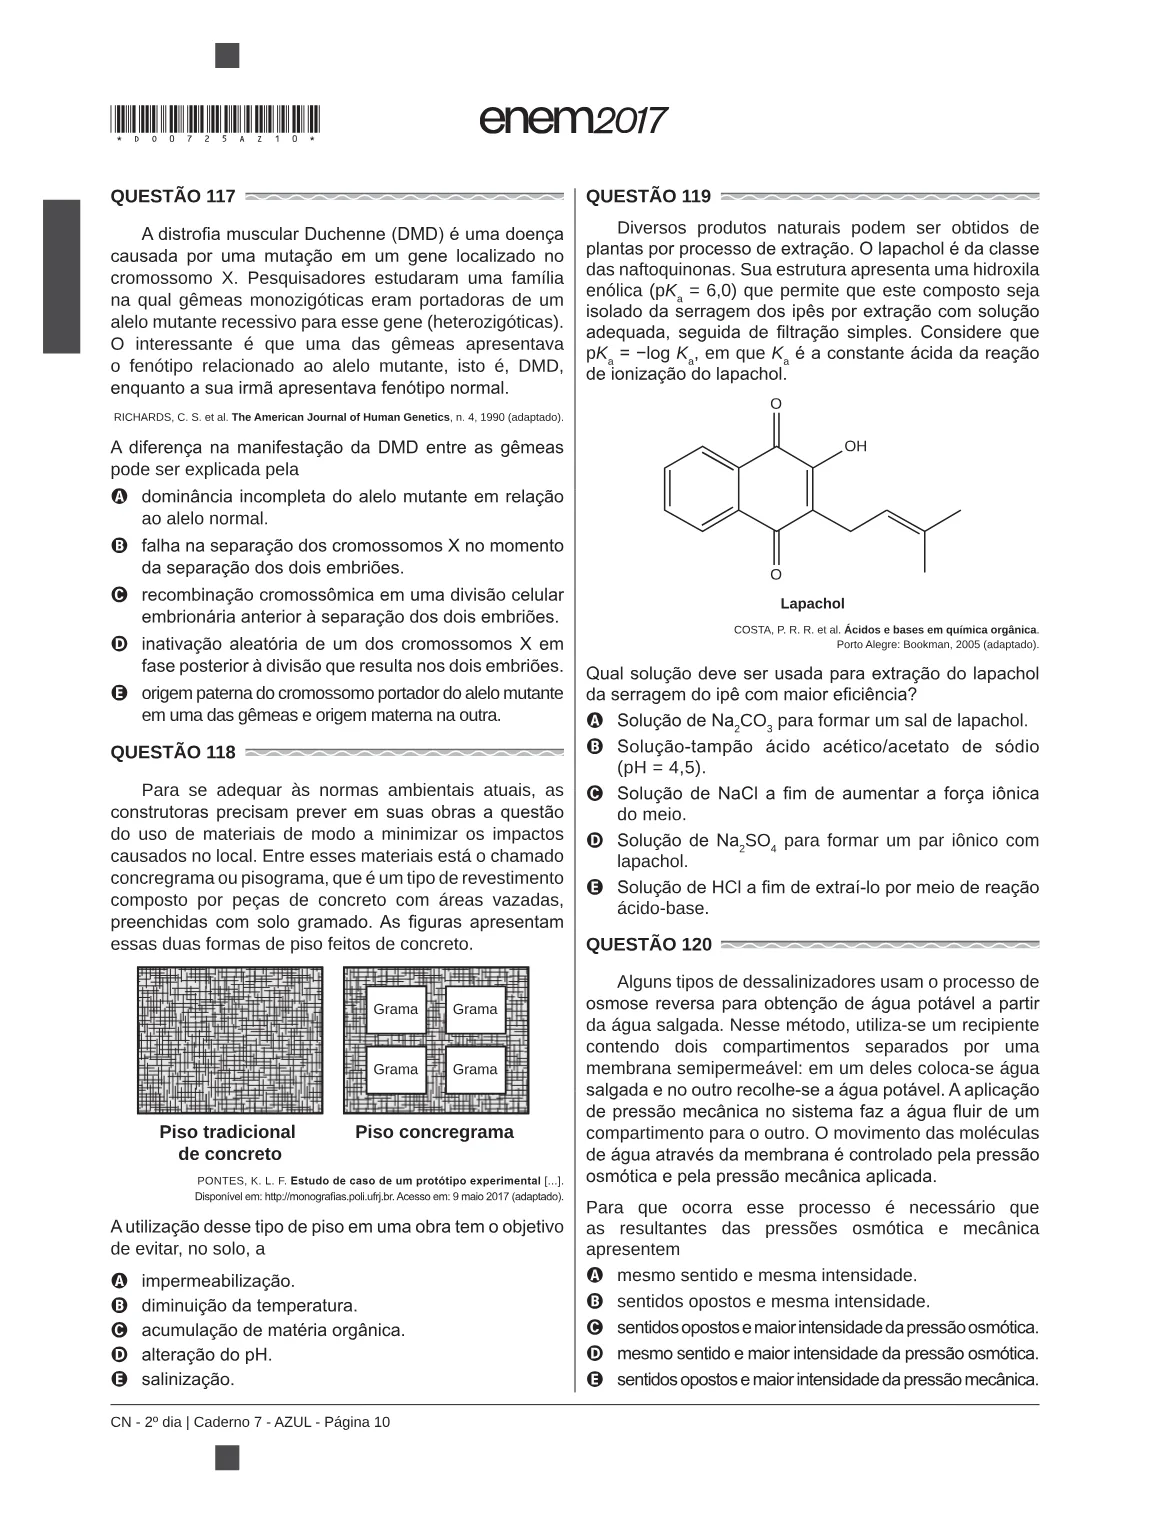 *D00725AZ10*
enem2017
QUESTÃO 117
A distrofia muscular Duchenne (DMD) é uma doença
causada por uma mutação em um gene localizado no
cromossomo X. Pesquisadores estudaram uma família
na qual gêmeas monozigóticas eram portadoras de um
alelo mutante recessivo para esse gene (heterozigóticas).
O interessante é que uma das gêmeas apresentava
o fenótipo relacionado ao alelo mutante, isto é, DMD,
enquanto a sua irmã apresentava fenótipo normal.
RICHARDS, C. S. et al. The American Journal of Human Genetics, n. 4, 1990 (adaptado).
A diferença na manifestação da DMD entre as gêmeas
pode ser explicada pela
A dominância incompleta do alelo mutante em relação
ao alelo normal.
B falha na separação dos cromossomos X no momento
da separação dos dois embriões.
C recombinação cromossômica em uma divisão celular
embrionária anterior à separação dos dois embriões.
D inativação aleatória de um dos cromossomos X em
fase posterior à divisão que resulta nos dois embriões.
E origem paterna do cromossomo portador do alelo mutante
em uma das gêmeas e origem materna na outra.
QUESTÃO 118
Para se adequar às normas ambientais atuais, as
construtoras precisam prever em suas obras a questão
do uso de materiais de modo a minimizar os impactos
causados no local. Entre esses materiais está o chamado
concregrama ou pisograma, que é um tipo de revestimento
composto por peças de concreto com áreas vazadas,
preenchidas com solo gramado. As figuras apresentam
essas duas formas de piso feitos de concreto.
Grama Grama
Grama Grama
Piso tradicional
de concreto
Piso concregrama
PONTES, K. L. F. Estudo de caso de um protótipo experimental [...].
Disponível em: http://monografias.poli.ufrj.br. Acesso em: 9 maio 2017 (adaptado).
A utilização desse tipo de piso em uma obra tem o objetivo
de evitar, no solo, a
A impermeabilização.
B diminuição da temperatura.
C acumulação de matéria orgânica.
D alteração do pH.
E salinização.
QUESTÃO 119
Diversos produtos naturais podem ser obtidos de
plantas por processo de extração. O lapachol é da classe
das naftoquinonas. Sua estrutura apresenta uma hidroxila
enólica (pKa = 6,0) que permite que este composto seja
isolado da serragem dos ipês por extração com solução
adequada, seguida de filtração simples. Considere que
pKa = −log Ka, em que Ka é a constante ácida da reação
de ionização do lapachol.
O
OH
O
Lapachol
COSTA, P. R. R. et al. Ácidos e bases em química orgânica.
Porto Alegre: Bookman, 2005 (adaptado).
Qual solução deve ser usada para extração do lapachol
da serragem do ipê com maior eficiência?
A Solução de Na2CO3 para formar um sal de lapachol.
B Solução-tampão ácido acético/acetato de sódio
(pH = 4,5).
C Solução de NaCl a fim de aumentar a força iônica
do meio.
D Solução de Na2SO4 para formar um par iônico com
lapachol.
E Solução de HCl a fim de extraí-lo por meio de reação
ácido-base.
QUESTÃO 120
Alguns tipos de dessalinizadores usam o processo de
osmose reversa para obtenção de água potável a partir
da água salgada. Nesse método, utiliza-se um recipiente
contendo dois compartimentos separados por uma
membrana semipermeável: em um deles coloca-se água
salgada e no outro recolhe-se a água potável. A aplicação
de pressão mecânica no sistema faz a água fluir de um
compartimento para o outro. O movimento das moléculas
de água através da membrana é controlado pela pressão
osmótica e pela pressão mecânica aplicada.
Para que ocorra esse processo é necessário que
as resultantes das pressões osmótica e mecânica
apresentem
A mesmo sentido e mesma intensidade.
B sentidos opostos e mesma intensidade.
C sentidos opostos e maior intensidade da pressão osmótica.
D mesmo sentido e maior intensidade da pressão osmótica.
E sentidos opostos e maior intensidade da pressão mecânica.
CN - 2º dia | Caderno 7 - AZUL - Página 10